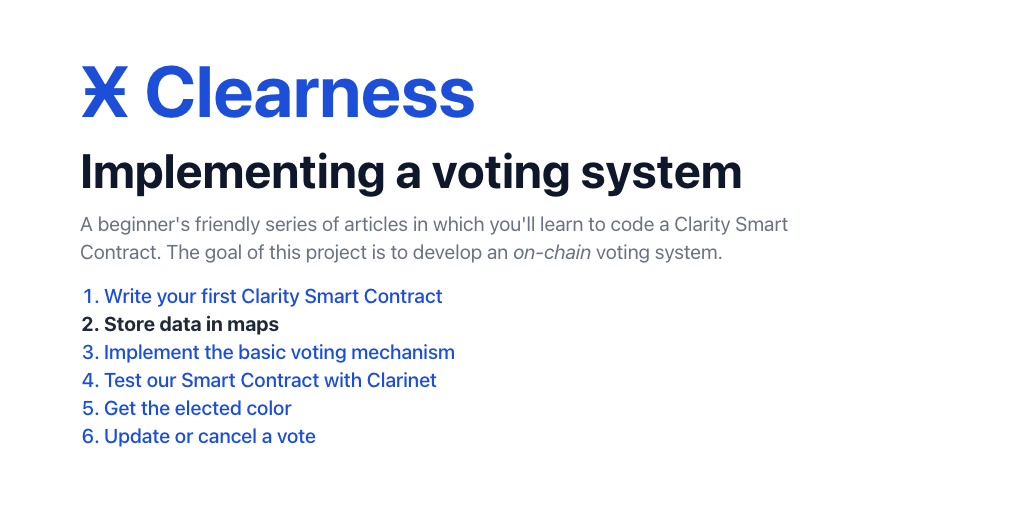 Ӿ Clearness
Implementing a voting system
A beginner's friendly series of articles in which you'll learn to code a Clarity Smart
Contract. The goal of this project is to develop an on-chain voting system.
1. Write your first Clarity Smart Contract
2. Store data in maps
3. Implement the basic voting mechanism
4. Test our Smart Contract with Clarinet
5. Get the elected color
6. Update or cancel a vote